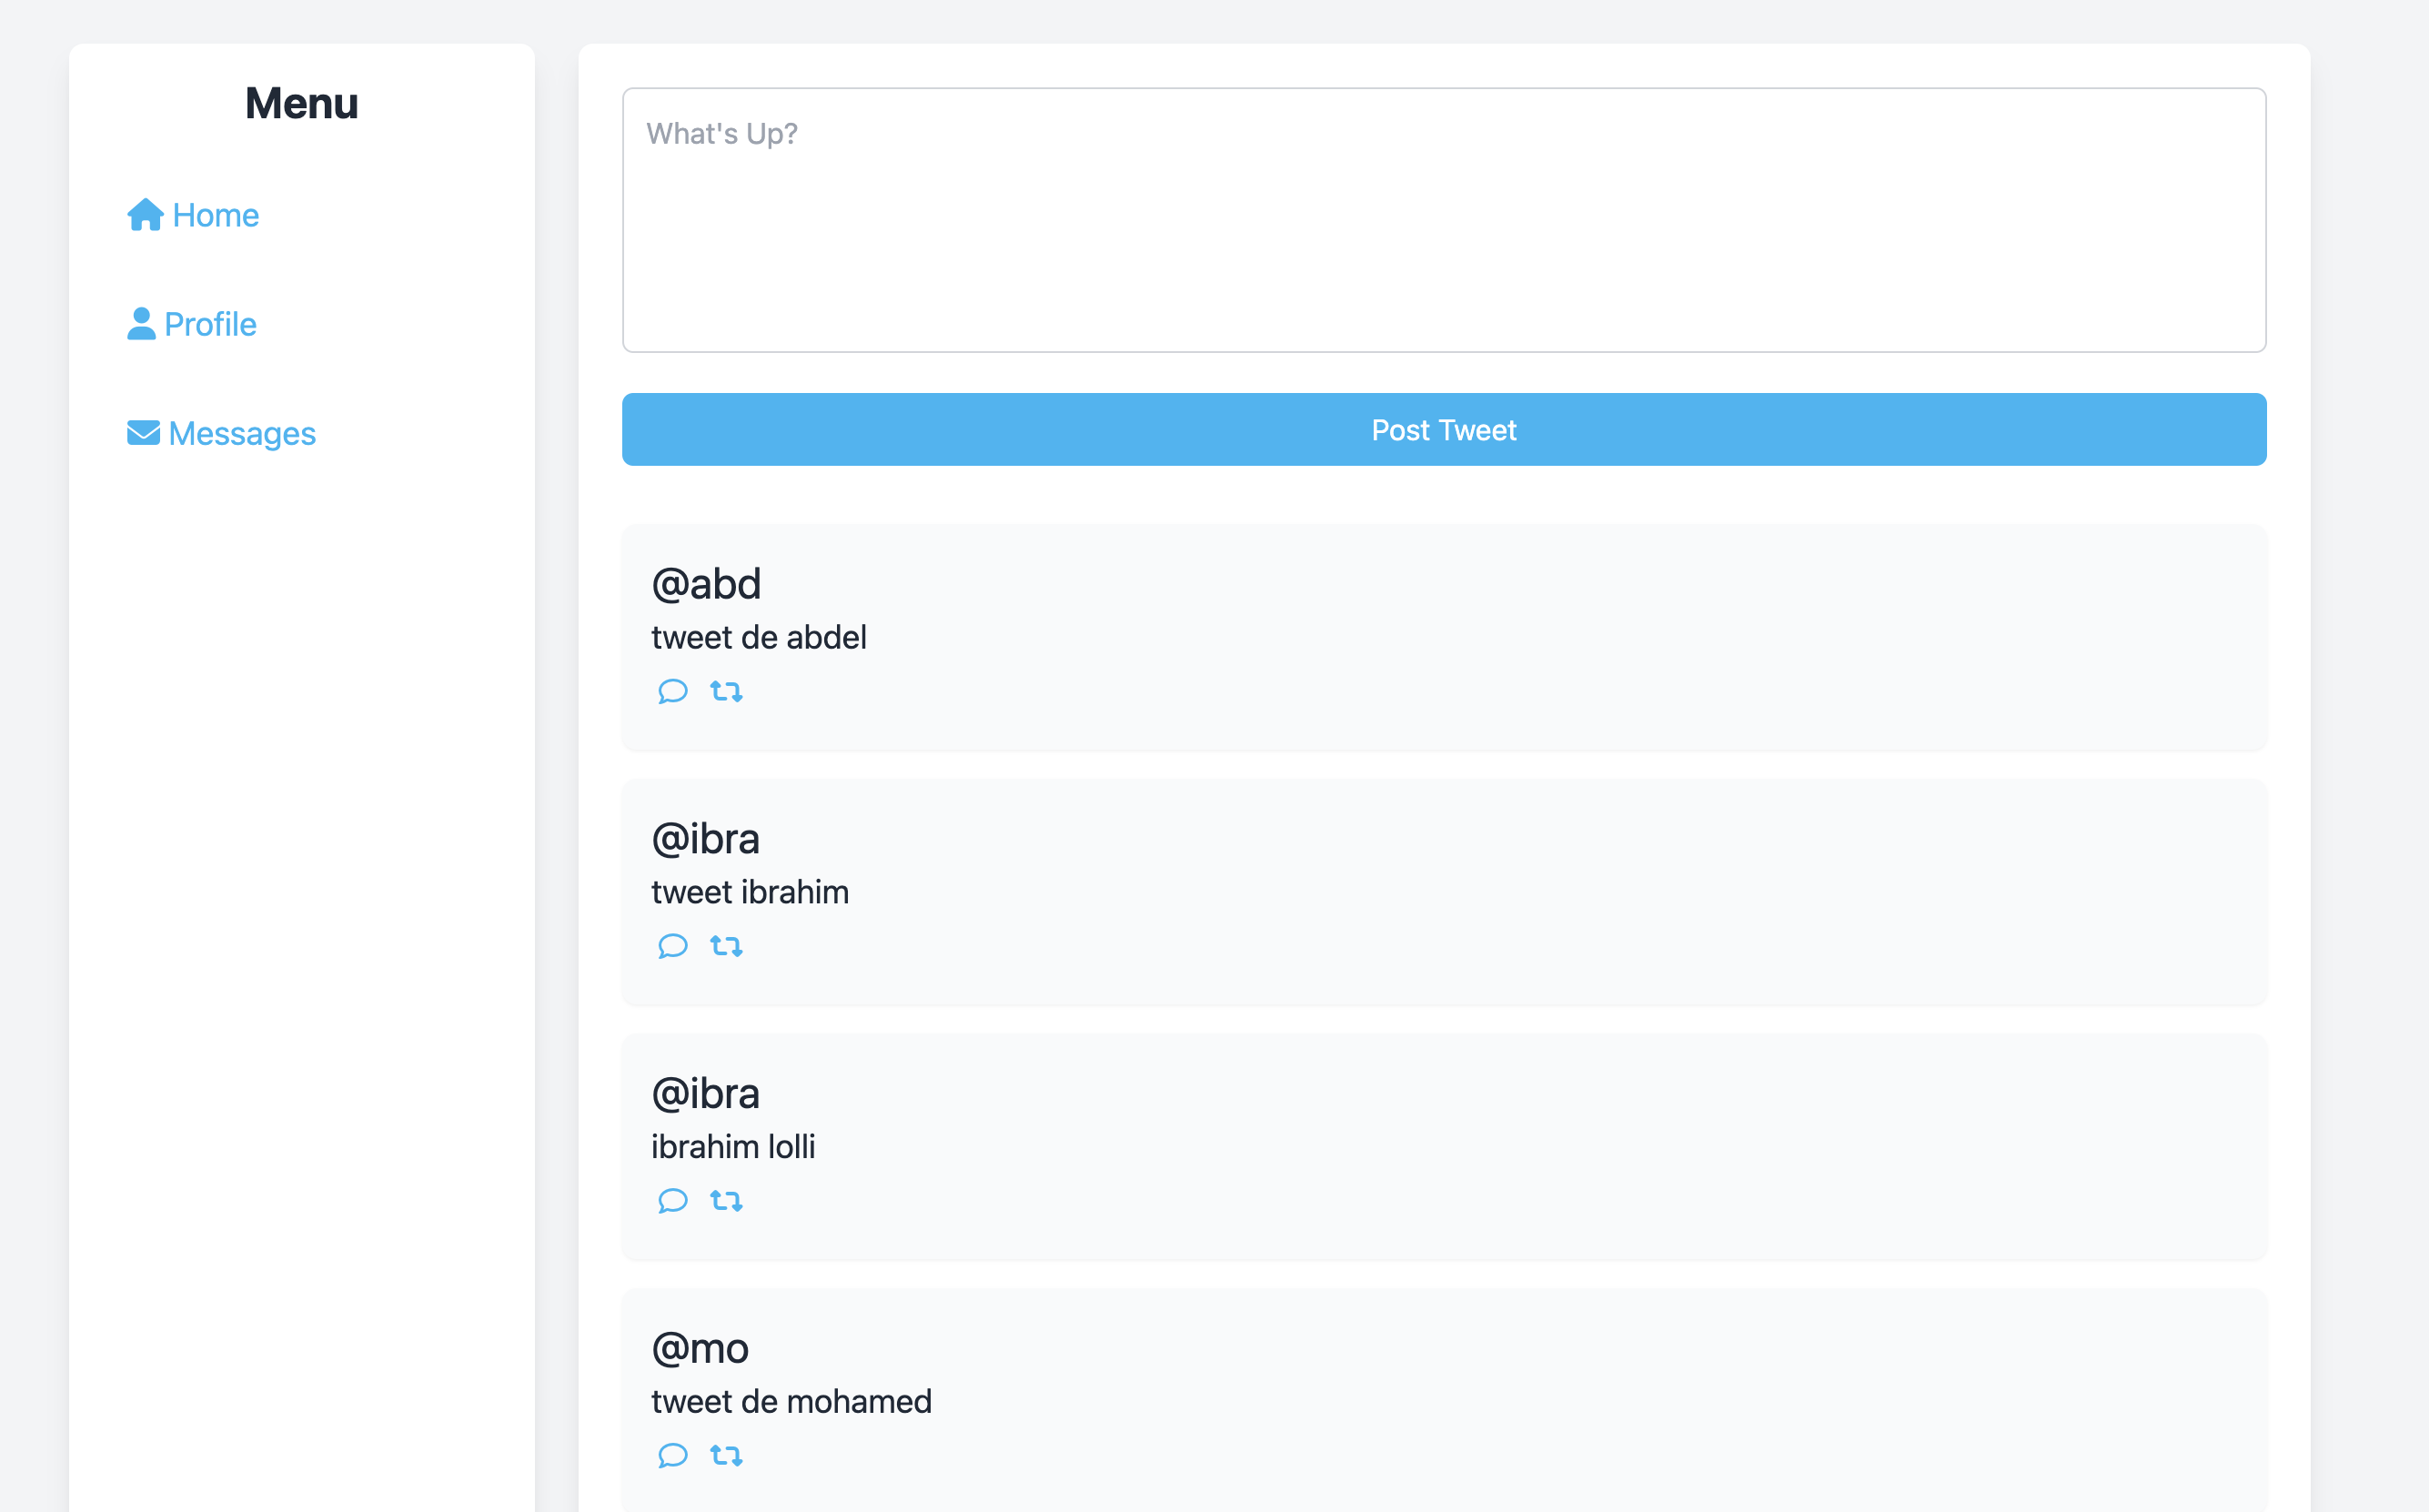 Menu
Home
Profile
Messages
What's Up?
Post Tweet
@abd
tweet de abdel
@ibra
tweet ibrahim
@ibra
ibrahim lolli
@mo
tweet de mohamed